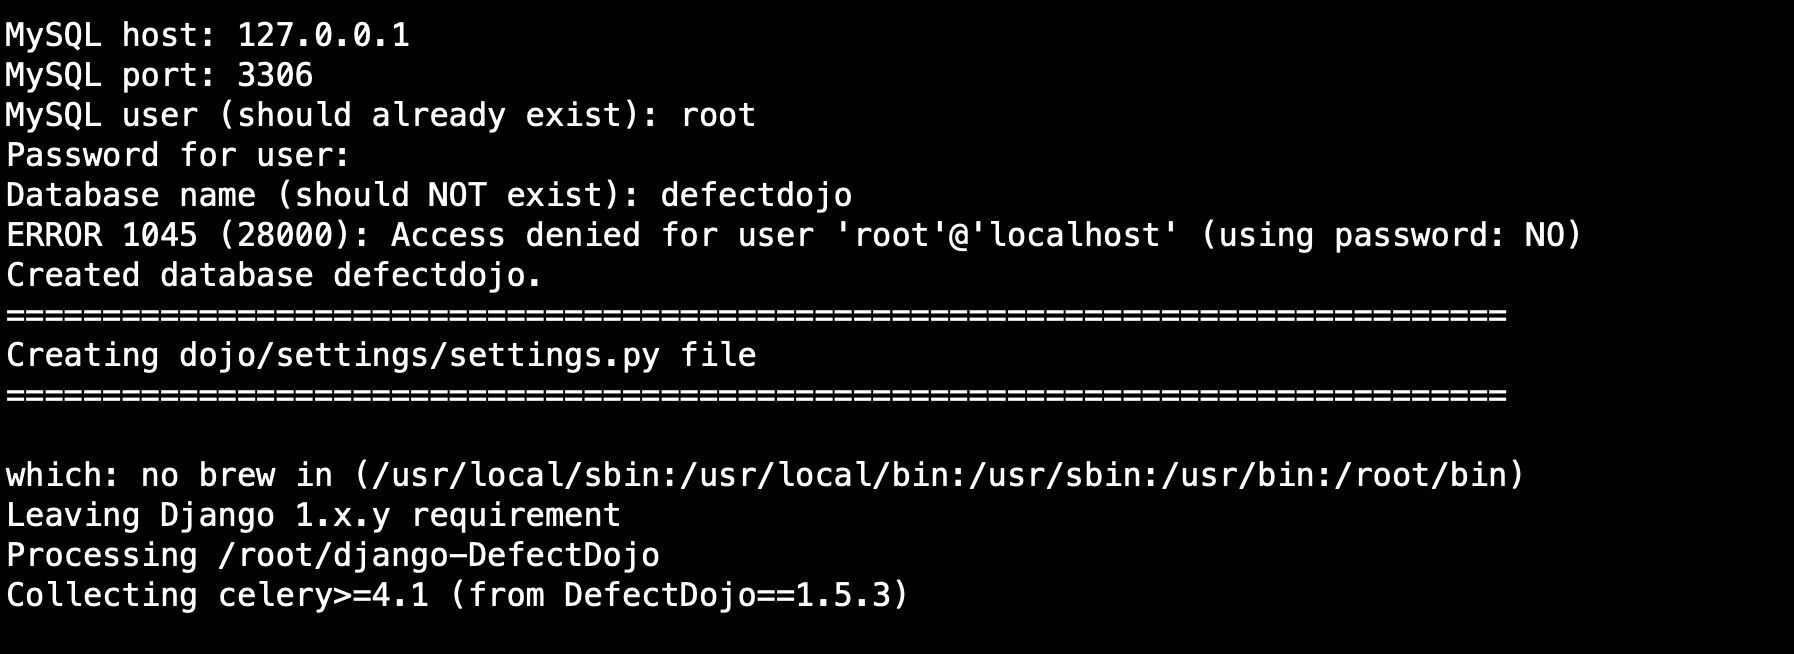 MySQL host: 127.0.0.1
MySQL port: 3306
MySQL user (should already exist): root
Password for user:
Database name (should NOT exist): defectdojo
ERROR 1045 (28000): Access denied for user 'root'@'localhost' (using password: NO)
Created database defectdojo.
==============================================================================
Creating dojo/settings/settings.py file
==============================================================================
which: no brew in (/usr/local/sbin:/usr/local/bin:/usr/sbin:/usr/bin:/root/bin)
Leaving Django 1.x.y requirement
Processing /root/django-DefectDojo
Collecting celery>=4.1 (from DefectDojo==1.5.3)